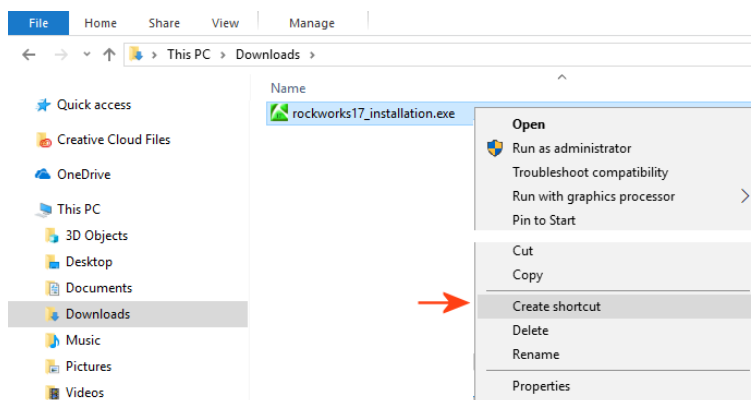 File Home Share View Manage
This PC > Downloads >
Name
Quick access
Creative Cloud Files
OneDrive
This PC
3D Objects
Desktop
Documents
Downloads
Music
Pictures
Videos
rockworks17_installation.exe
Open
Run as administrator
Troubleshoot compatibility
Run with graphics processor
Pin to Start
Cut
Copy
Create shortcut
Delete
Rename
Properties